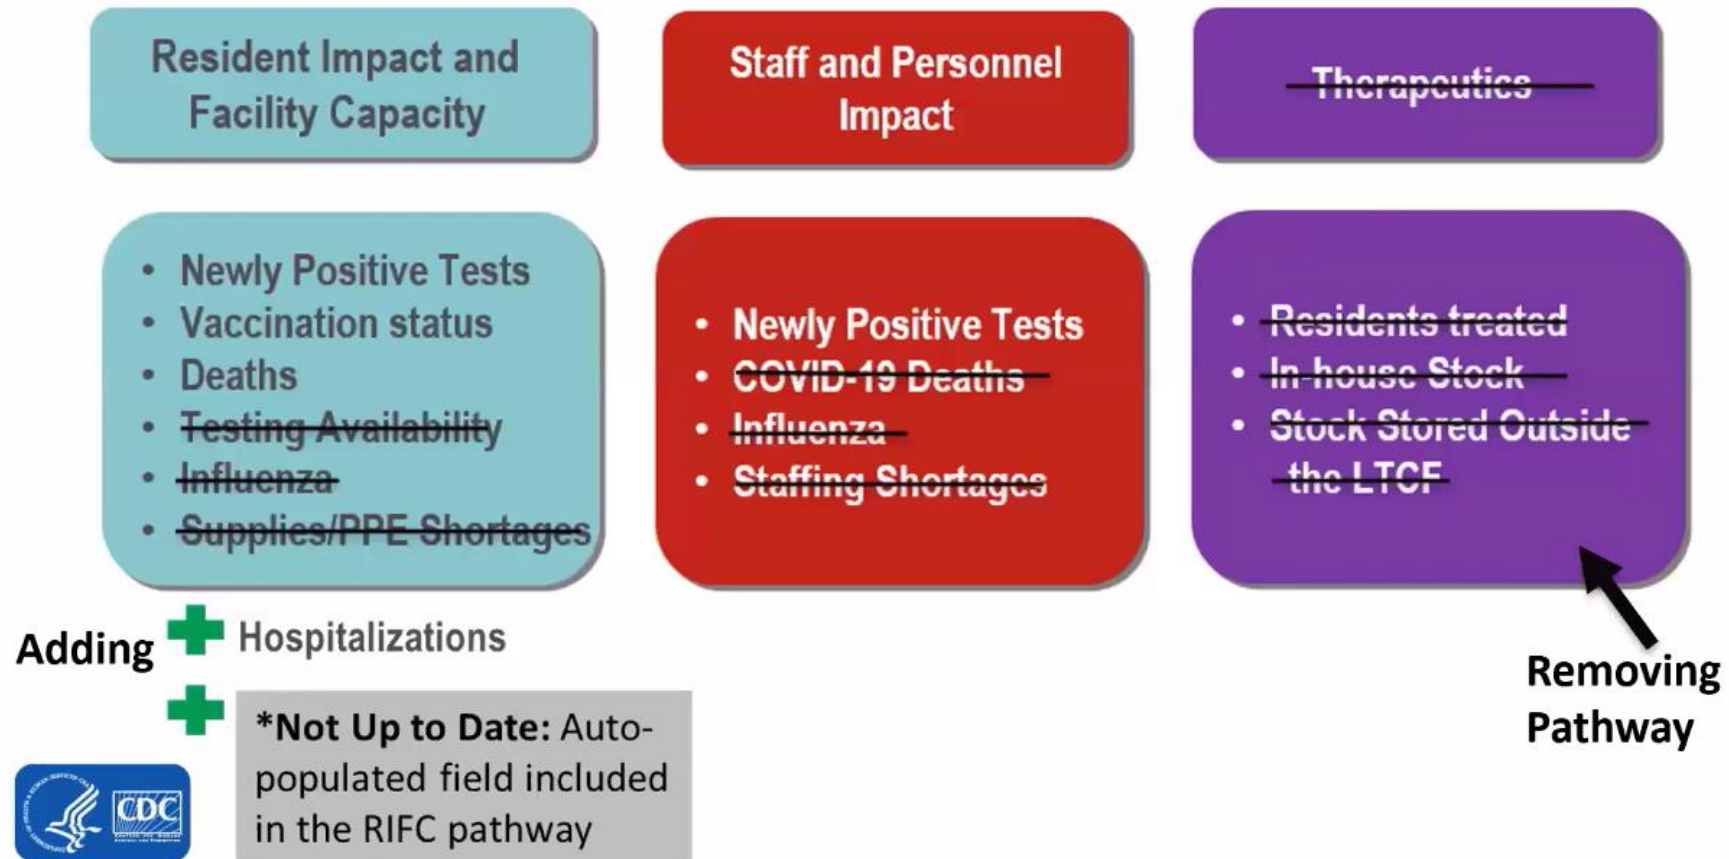 Resident Impact and
Facility Capacity
Staff and Personnel
Impact
Therapeutics
• Newly Positive Tests
• Vaccination status
• Deaths
• Testing Availability
• Influenza
• Supplies/PPE Shortages
• Newly Positive Tests
• COVID-19 Deaths
• Influenza
• Staffing Shortages
• Residents treated
• In-house Stock
• Stock Stored Outside
the LTCF
Adding
Hospitalizations
*Not Up to Date: Auto-
populated field included
in the RIFC pathway
Removing
Pathway
CDC